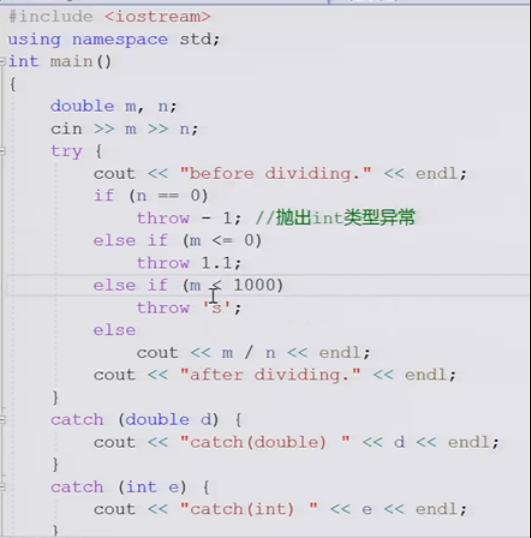 #include <iostream>
using namespace std;
int main()
{
    double m, n;
    cin >> m >> n;
    try {
        cout << "before dividing." << endl;
        if (n == 0)
            throw - 1; //抛出int类型异常
        else if (m <= 0)
            throw 1.1;
        else if (m < 1000)
            throw 's';
        else
            cout << m / n << endl;
        cout << "after dividing." << endl;
    }
    catch (double d) {
        cout << "catch(double) " << d << endl;
    }
    catch (int e) {
        cout << "catch(int) " << e << endl;
    }